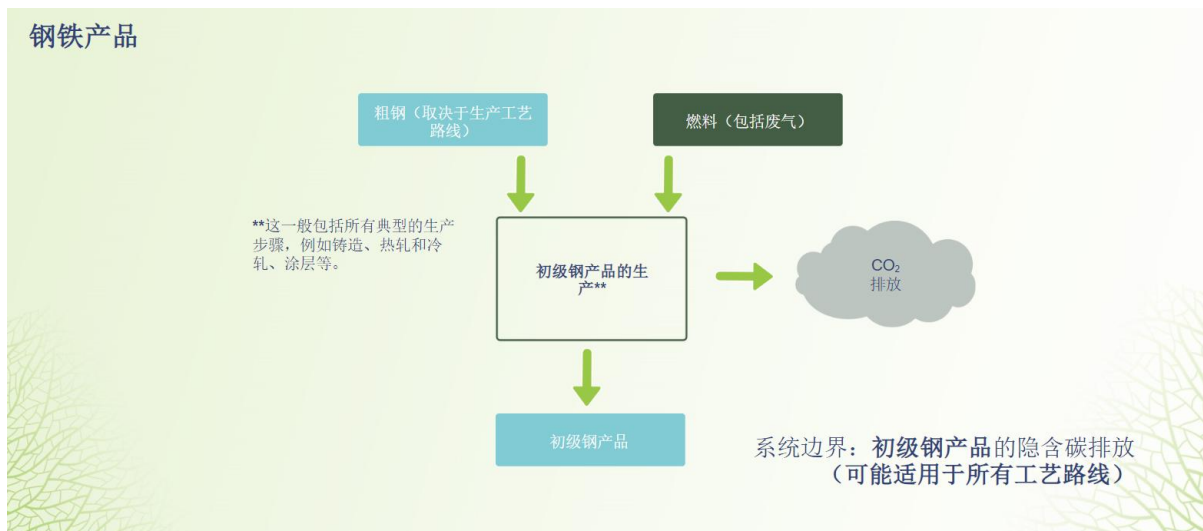 钢铁产品
粗钢（取决于生产工艺
路线）
燃料（包括废气）
**这一般包括所有典型的生产
步骤，例如铸造、热轧和冷
轧、涂层等。
初级钢产品的生
产**
CO₂
排放
初级钢产品
系统边界：初级钢产品的隐含碳排放
（可能适用于所有工艺路线）